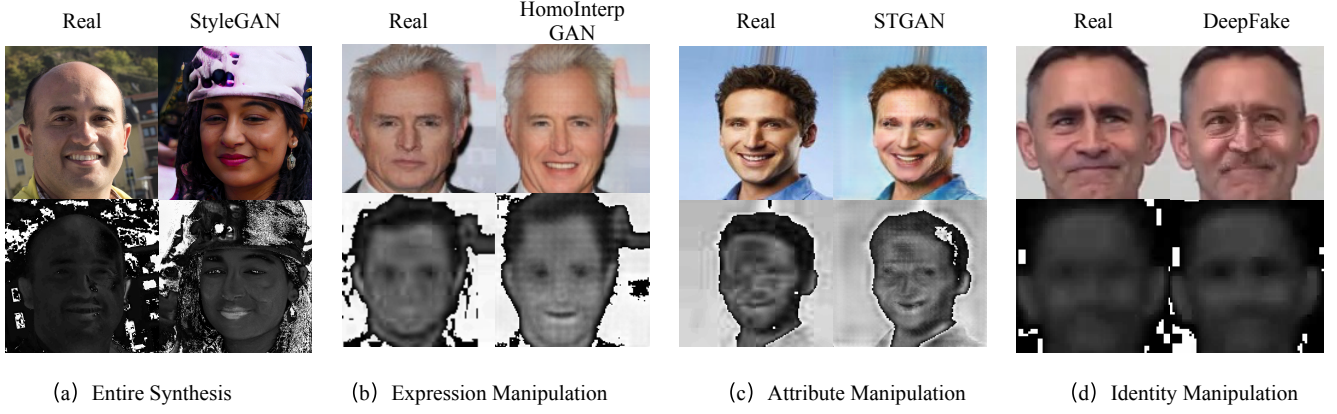 Real StyleGAN Real HomoInterp GAN Real STGAN Real DeepFake
(a) Entire Synthesis (b) Expression Manipulation (c) Attribute Manipulation (d) Identity Manipulation